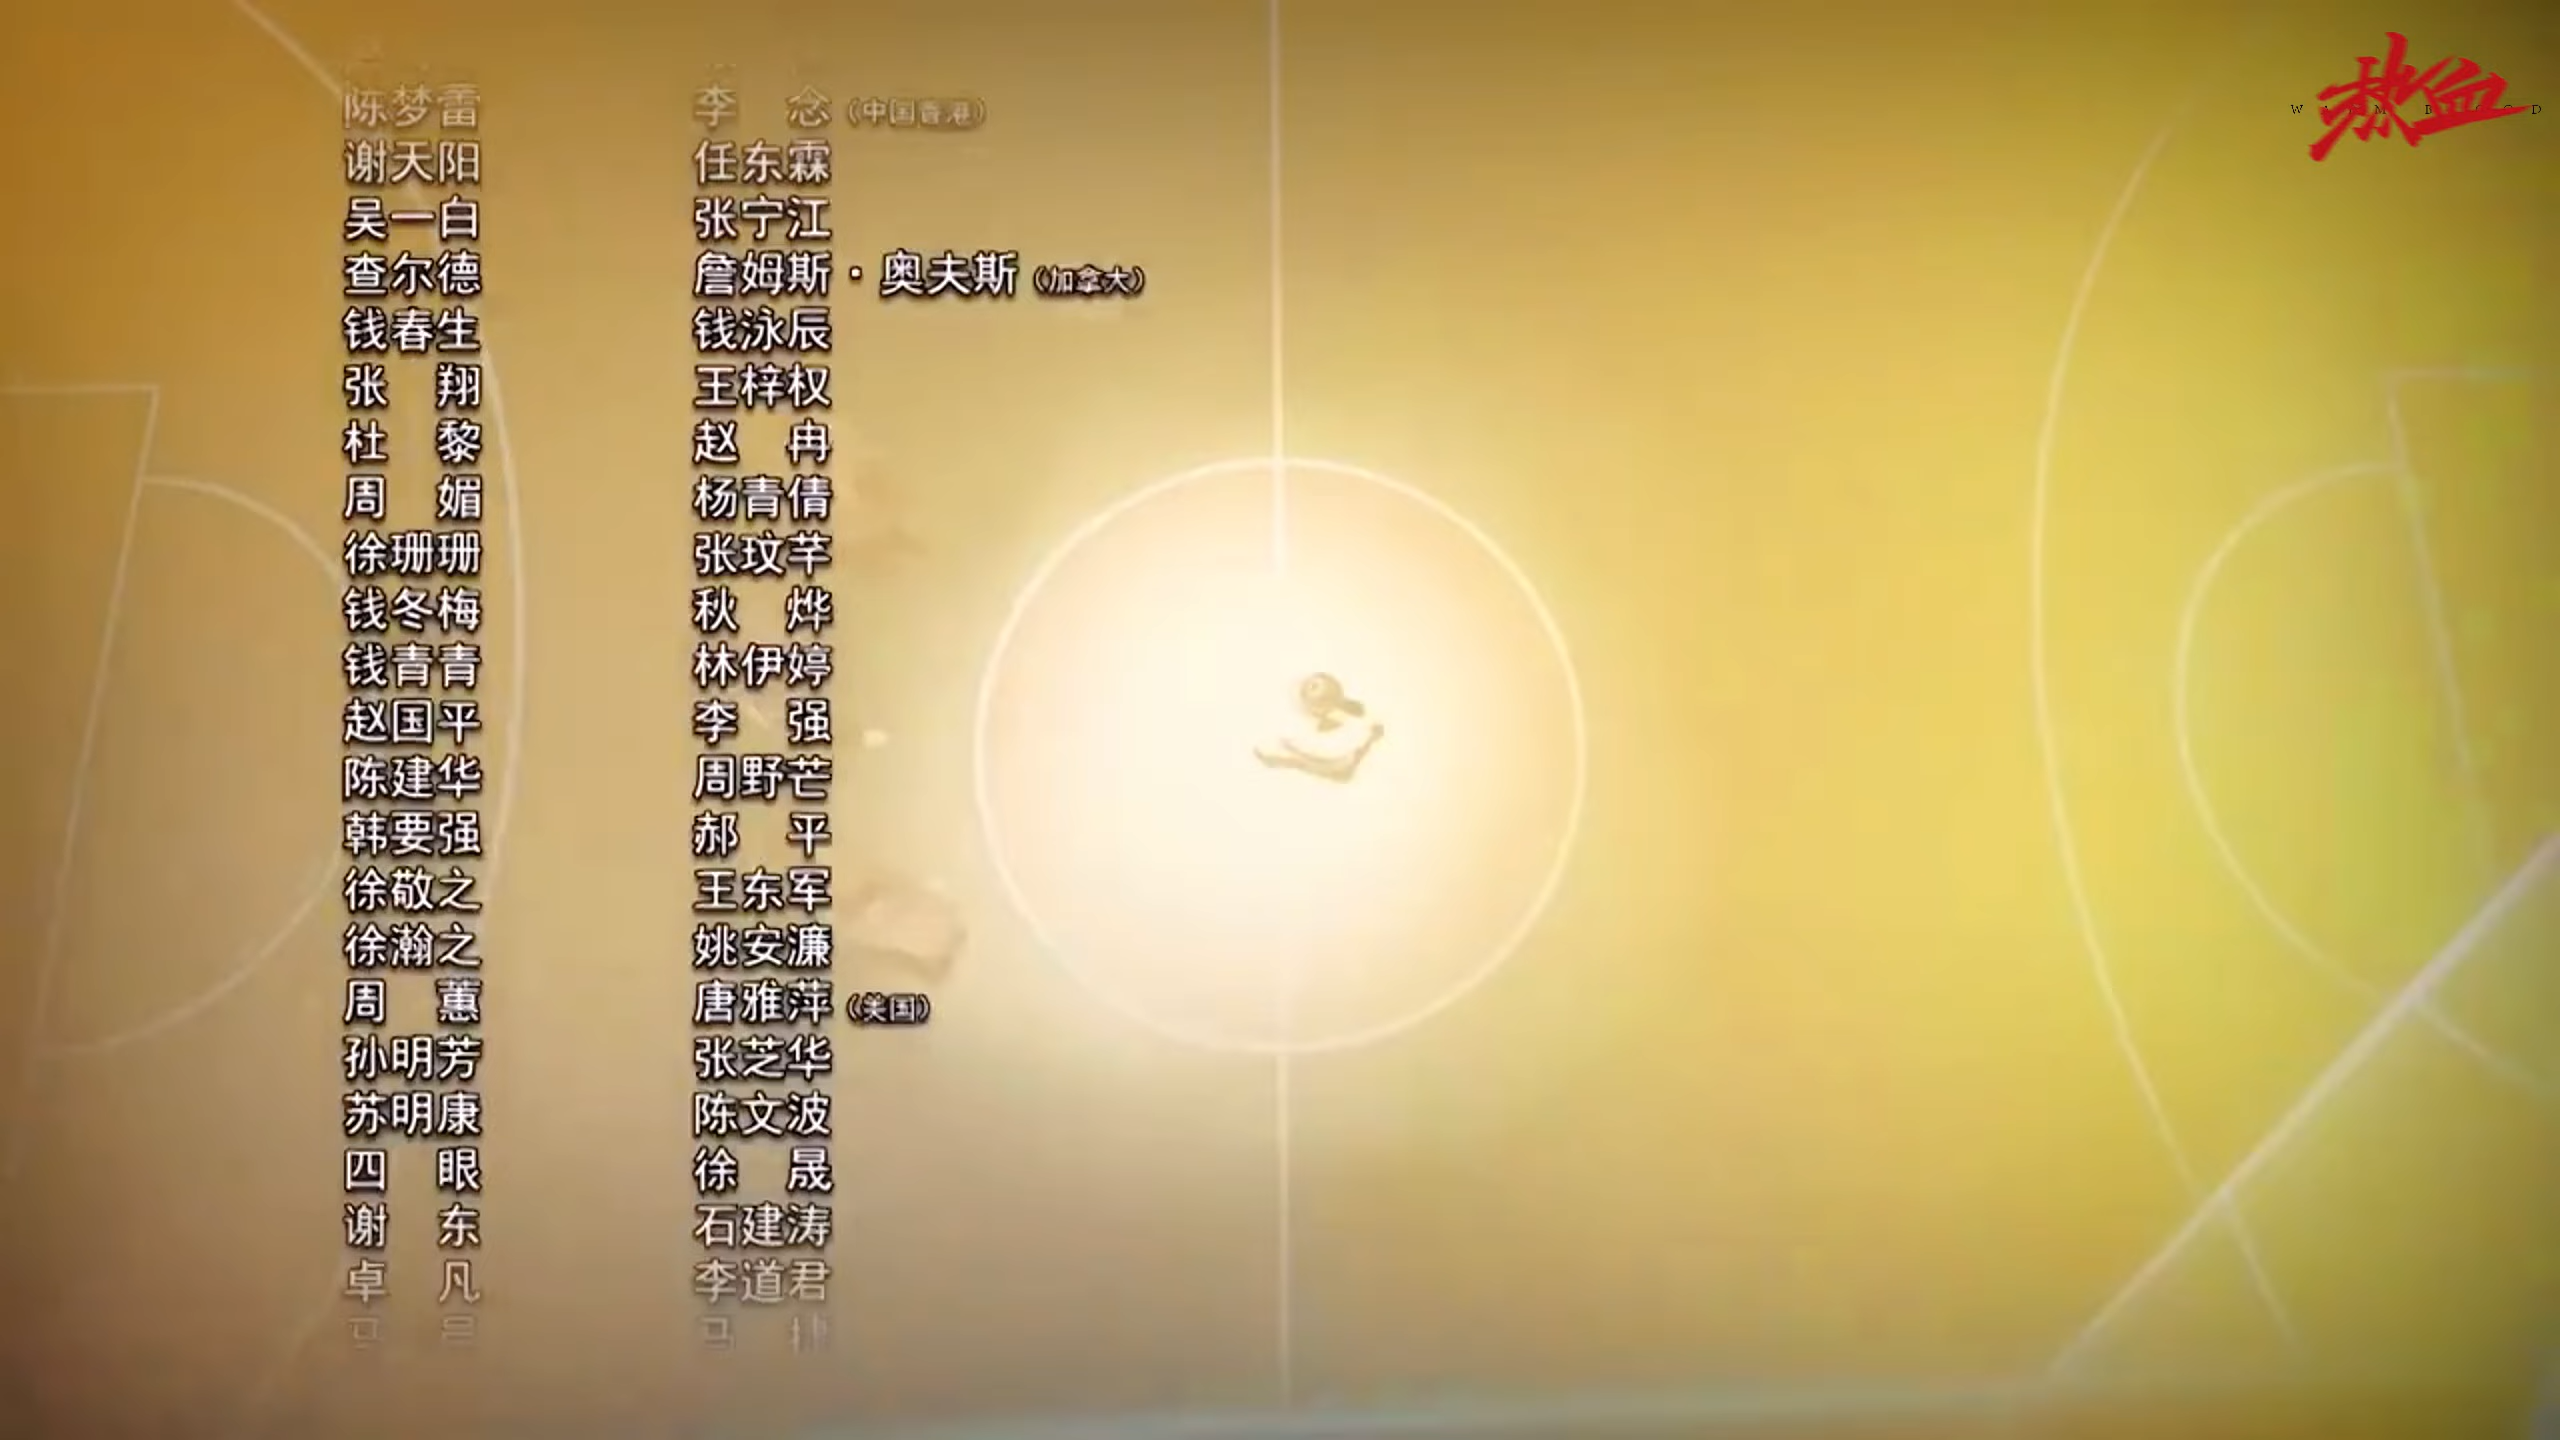 热血
WARM BLOOD
陈梦蕾 李念（中国香港）
谢天阳 任东霖
吴一白 张宁江
查尔德 詹姆斯·奥夫斯（加拿大）
钱春生 钱泳辰
张翔 王梓权
杜黎 赵冉
周媚 杨青倩
徐珊珊 张玟芊
钱冬梅 秋烨
钱青青 林伊婷
赵国平 李强
陈建华 周野芒
韩要强 郝平
徐敬之 王东军
徐瀚之 姚安濂
周蕙 唐雅萍（美国）
孙明芳 张芝华
苏明康 陈文波
四眼 徐晟
谢东 石建涛
卓凡 李道君